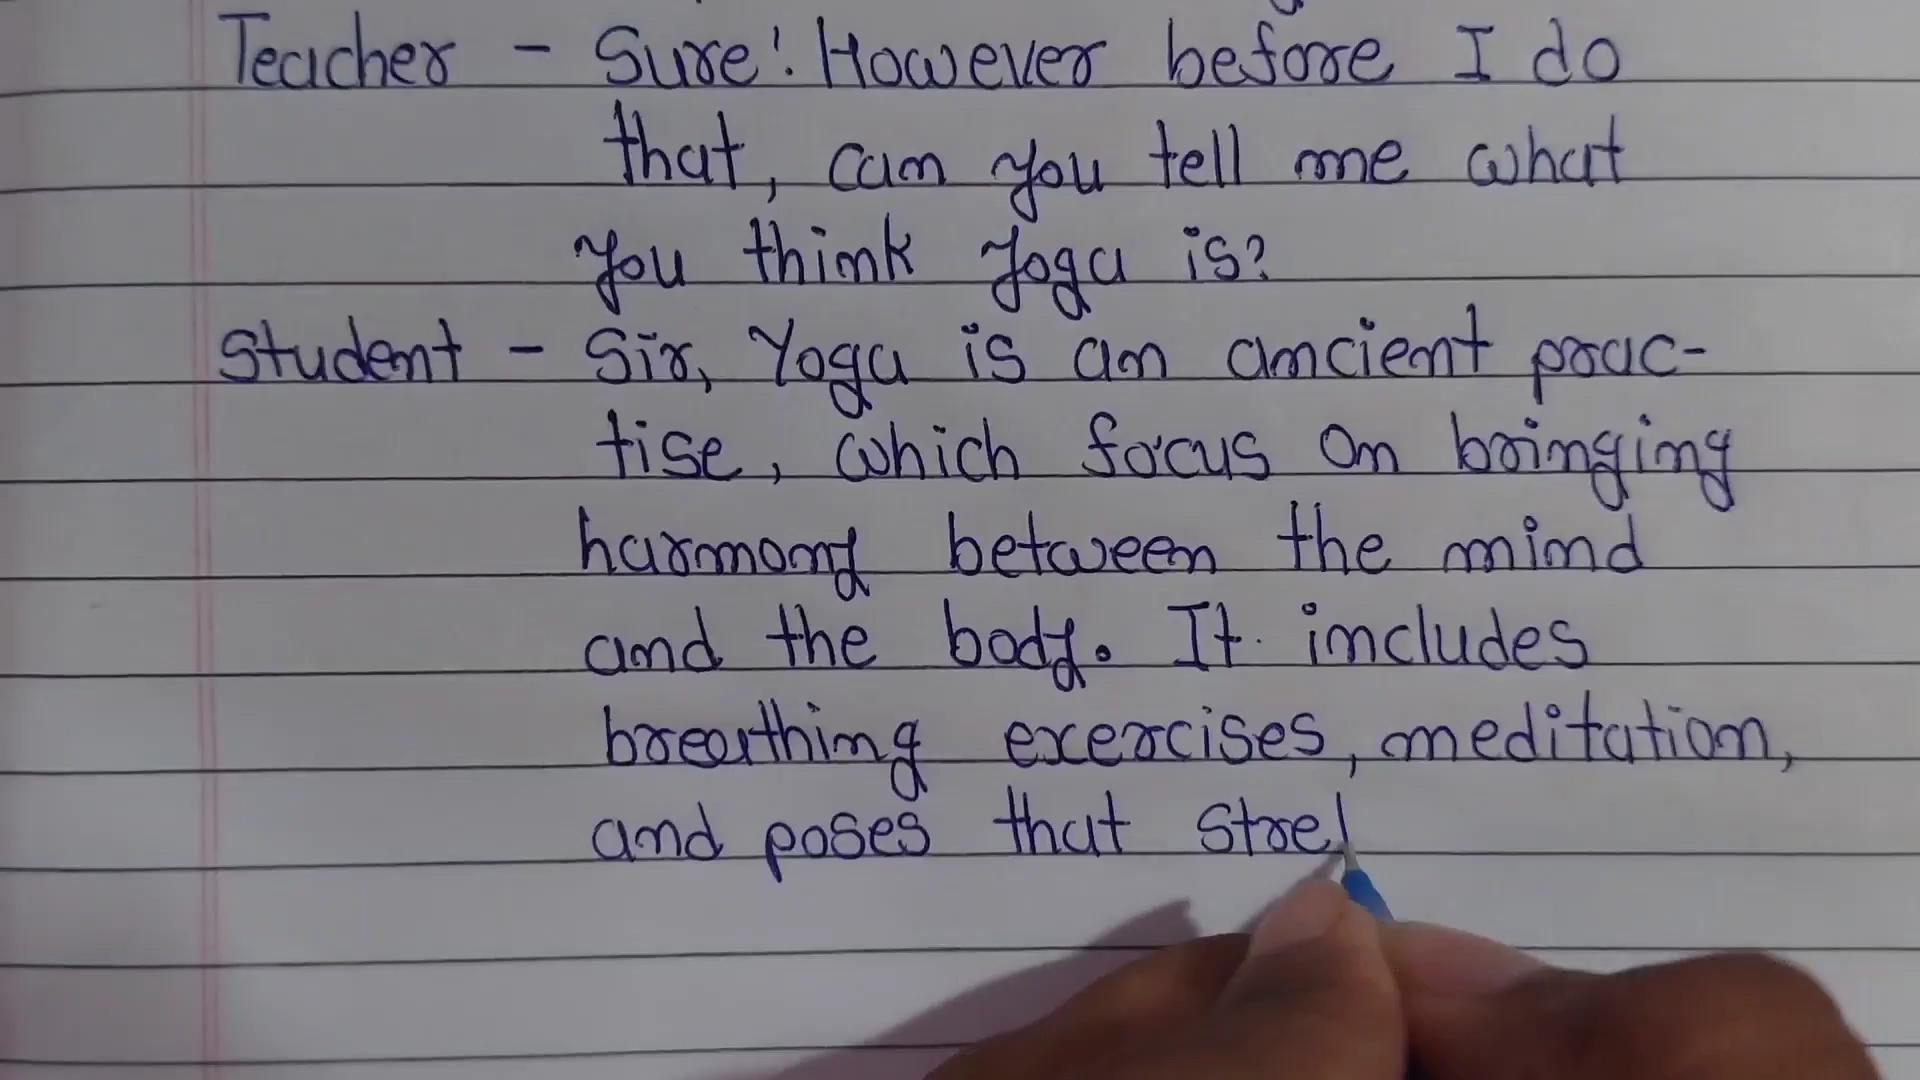 Teacher - Sure! However before I do
that, can you tell me what
you think Yoga is?
Student - Sir, Yoga is an ancient prac-
tise, which focus on bringing
harmony between the mind
and the body. It includes
breathing exercises, meditation,
and poses that stret